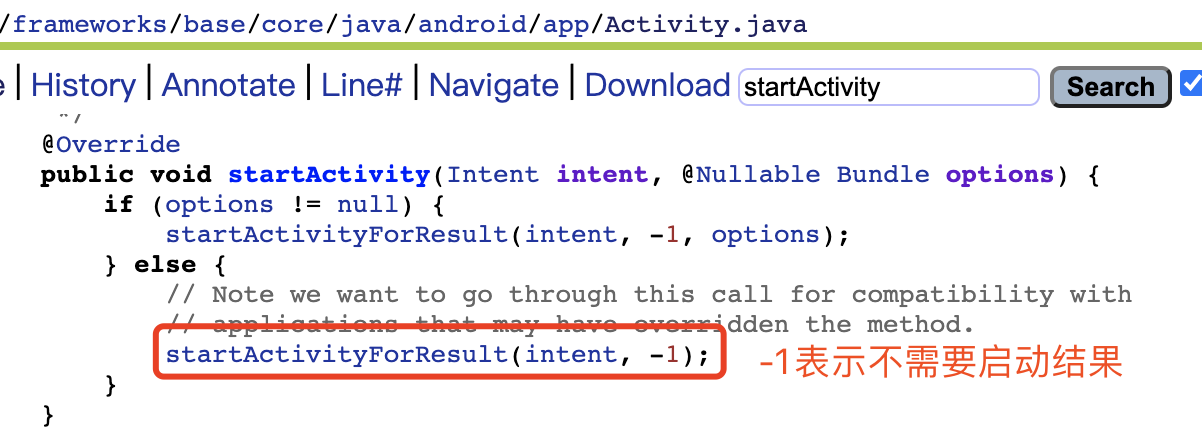 /frameworks/base/core/java/android/app/Activity.java
e | History | Annotate | Line# | Navigate | Download startActivity Search
*/
@Override
public void startActivity(Intent intent, @Nullable Bundle options) {
if (options != null) {
startActivityForResult(intent, -1, options);
} else {
// Note we want to go through this call for compatibility with
// applications that may have overridden the method.
startActivityForResult(intent, -1); -1表示不需要启动结果
}
}